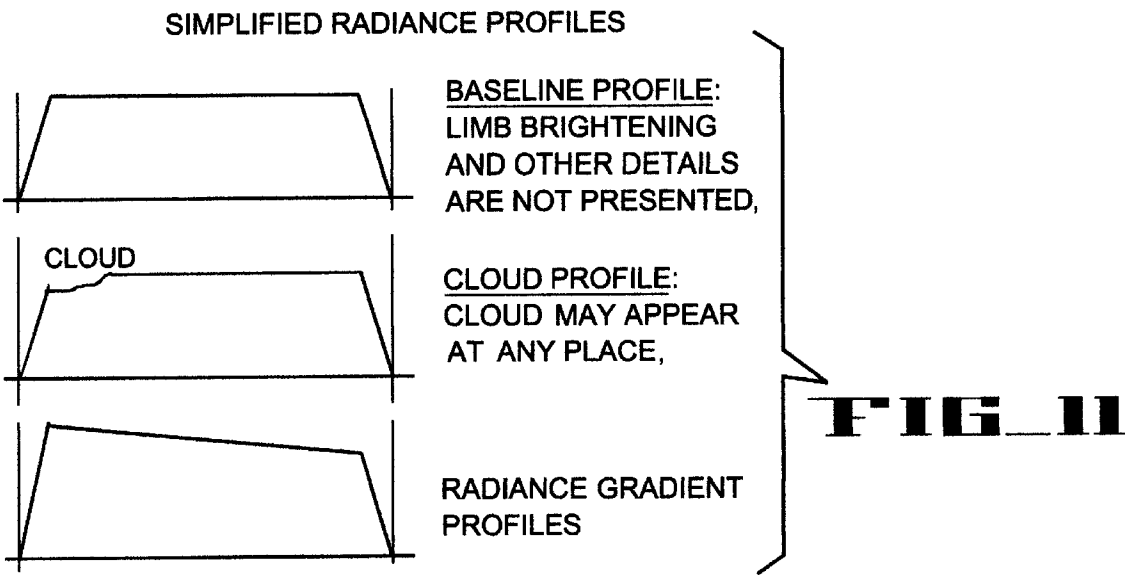 SIMPLIFIED RADIANCE PROFILES
BASELINE PROFILE:
LIMB BRIGHTENING
AND OTHER DETAILS
ARE NOT PRESENTED,
CLOUD
CLOUD PROFILE:
CLOUD MAY APPEAR
AT ANY PLACE,
RADIANCE GRADIENT
PROFILES
FIG_11